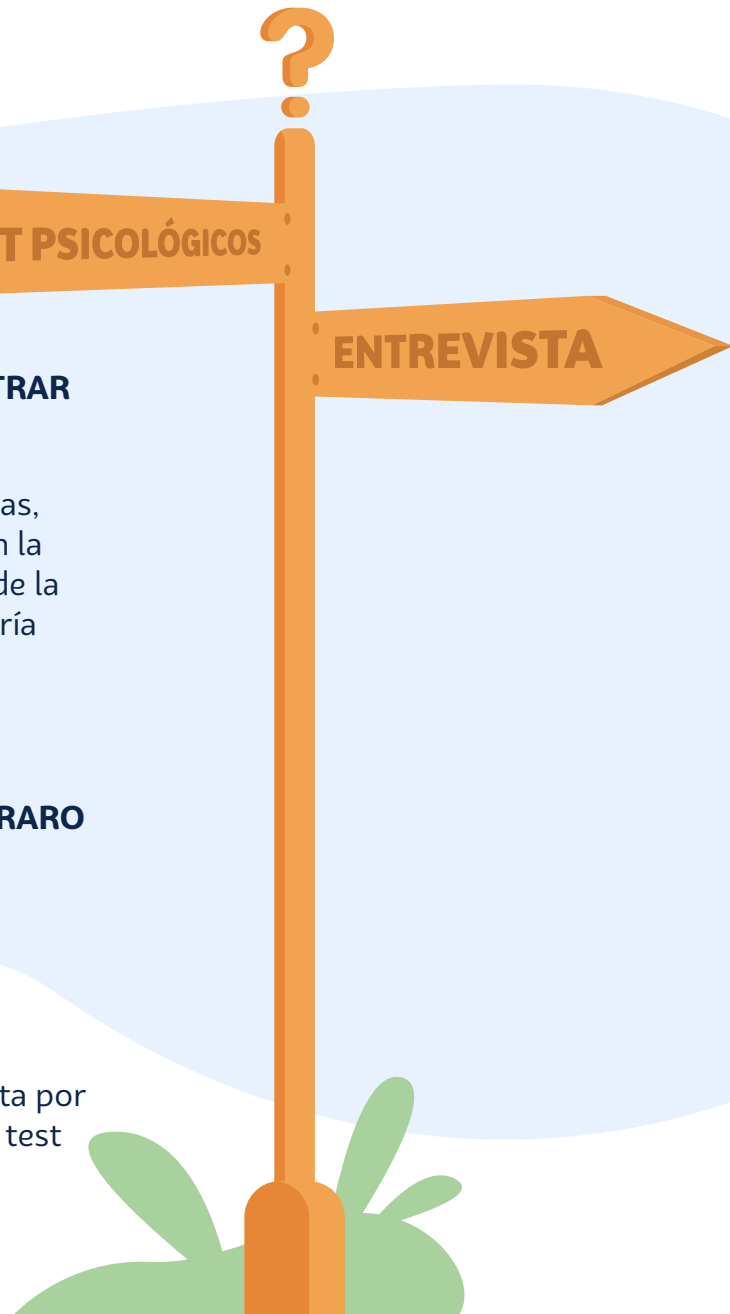 ?
T PSICOLÓGICOS
ENTREVISTA
TRAR
as,
n la
de la
ría
RARO
ta por
test